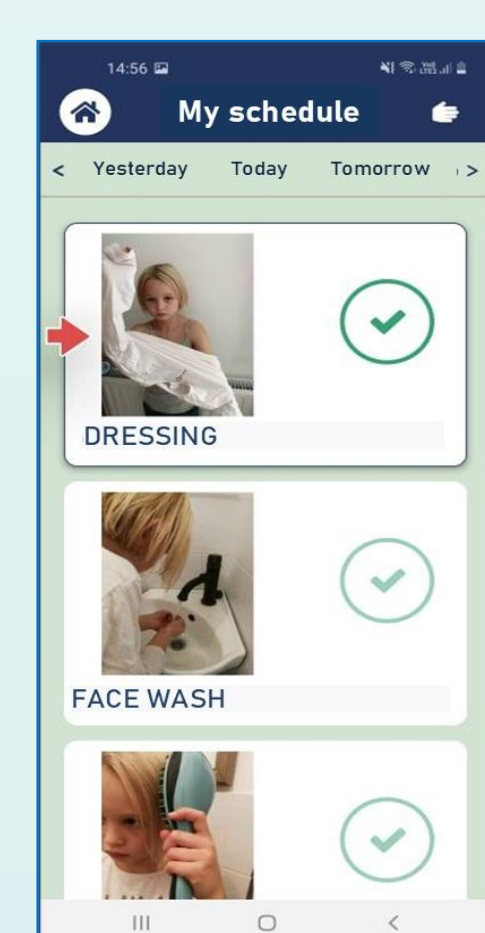 14:56
My schedule
< Yesterday Today Tomorrow >
DRESSING
FACE WASH